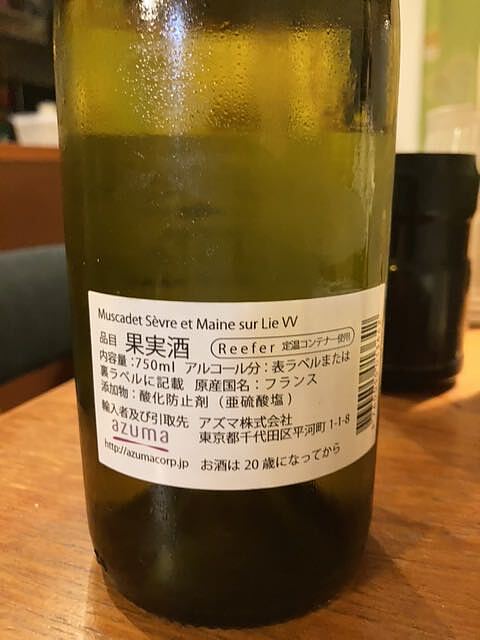 Muscadet Sèvre et Maine sur Lie VV
品目 果実酒 Reefer 定温コンテナー使用
内容量:750ml アルコール分:表ラベルまたは
裏ラベルに記載 原産国名:フランス
添加物:酸化防止剤(亜硫酸塩)
輸入者及び引取先 アズマ株式会社
azuma 東京都千代田区平河町 1-1-8
http://azumacorp.jp お酒は20歳になってから